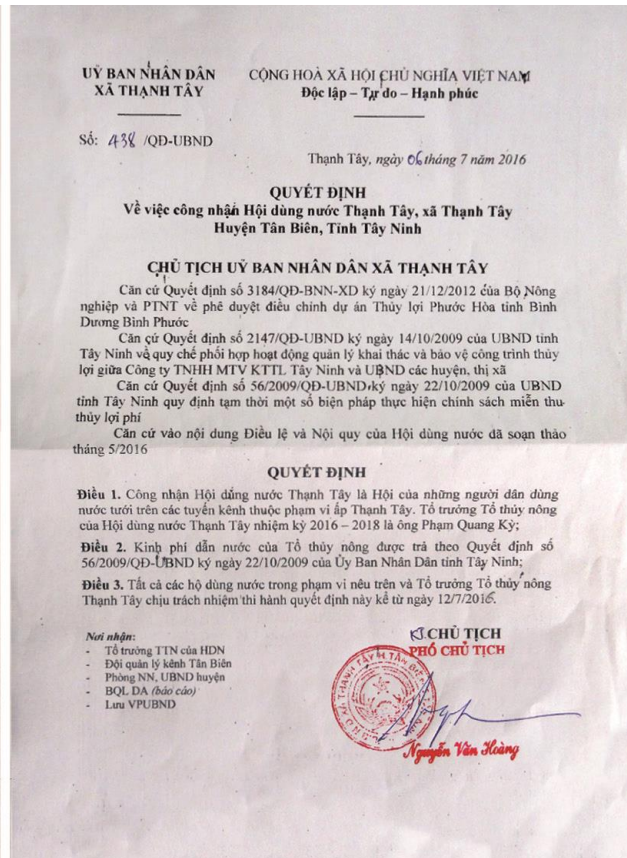 UỶ BAN NHÂN DÂN
XÃ THẠNH TÂY
CỘNG HOÀ XÃ HỘI CHỦ NGHĨA VIỆT NAM
Độc lập – Tự do – Hạnh phúc
Số: 438 /QĐ-UBND
Thạnh Tây, ngày 06 tháng 7 năm 2016
QUYẾT ĐỊNH
Về việc công nhận Hội dùng nước Thạnh Tây, xã Thạnh Tây
Huyện Tân Biên, Tỉnh Tây Ninh
CHỦ TỊCH UỶ BAN NHÂN DÂN XÃ THẠNH TÂY
Căn cứ Quyết định số 3184/QĐ-BNN-XD ký ngày 21/12/2012 của Bộ Nông
nghiệp và PTNT về phê duyệt điều chỉnh dự án Thủy lợi Phước Hòa tỉnh Bình
Dương Bình Phước
Căn cứ Quyết định số 2147/QĐ-UBND ký ngày 14/10/2009 của UBND tỉnh
Tây Ninh về quy chế phối hợp hoạt động quản lý khai thác và bảo vệ công trình thủy
lợi giữa Công ty TNHH MTV KTTL Tây Ninh và UBND các huyện, thị xã
Căn cứ Quyết định số 56/2009/QĐ-UBND ký ngày 22/10/2009 của UBND
tỉnh Tây Ninh quy định tạm thời một số biện pháp thực hiện chính sách miễn thu
thủy lợi phí
Căn cứ vào nội dung Điều lệ và Nội quy của Hội dùng nước đã soạn thảo
tháng 5/2016
QUYẾT ĐỊNH
Điều 1. Công nhận Hội dùng nước Thạnh Tây là Hội của những người dân dùng
nước tưới trên các tuyến kênh thuộc phạm vi ấp Thạnh Tây. Tổ trưởng Tổ thủy nông
của Hội dùng nước Thạnh Tây nhiệm kỳ 2016 – 2018 là ông Phạm Quang Kỳ;
Điều 2. Kinh phí dẫn nước của Tổ thủy nông được trả theo Quyết định số
56/2009/QĐ-UBND ký ngày 22/10/2009 của Ủy Ban Nhân Dân tỉnh Tây Ninh;
Điều 3. Tất cả các hộ dùng nước trong phạm vi nêu trên và Tổ trưởng Tổ thủy nông
Thạnh Tây chịu trách nhiệm thi hành quyết định này kể từ ngày 12/7/2016.
Nơi nhận:
- Tổ trưởng TTN của HDN
- Đội quản lý kênh Tân Biên
- Phòng NN, UBND huyện
- BQL DA (báo cáo)
- Lưu VPUBND
KT.CHỦ TỊCH
PHÓ CHỦ TỊCH
Nguyễn Văn Hoàng